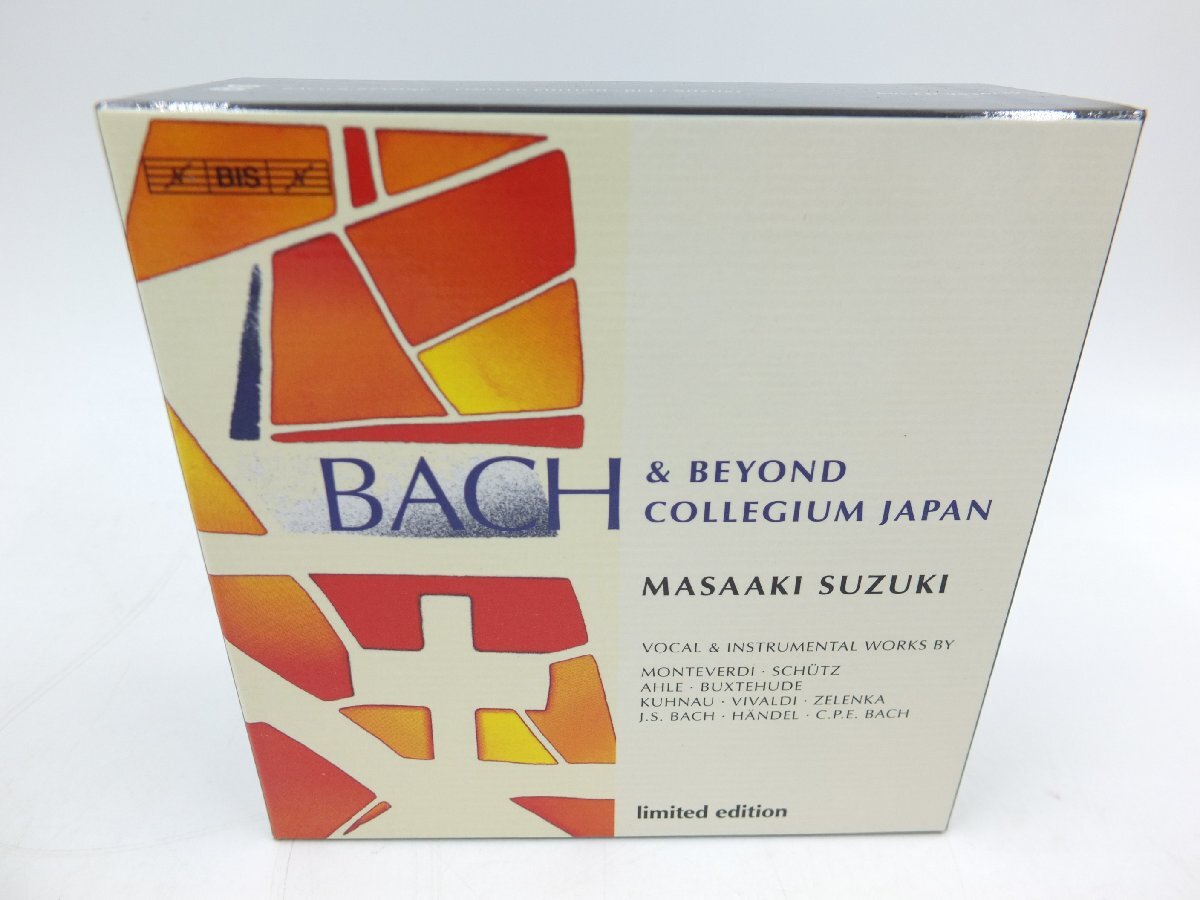 BIS
BACH & BEYOND
COLLEGIUM JAPAN
MASAAKI SUZUKI
VOCAL & INSTRUMENTAL WORKS BY
MONTEVERDI · SCHÜTZ
AHLE · BUXTEHUDE
KUHNAU · VIVALDI · ZELENKA
J.S. BACH · HÄNDEL · C.P.E. BACH
limited edition